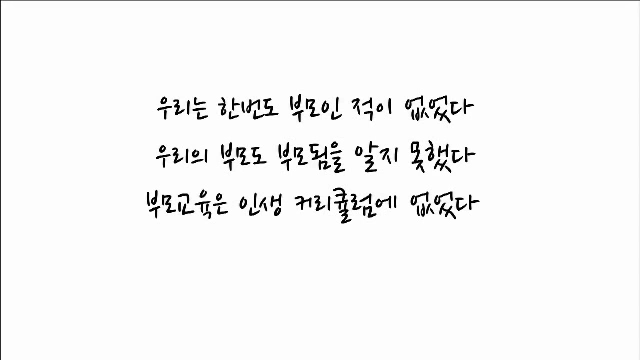 우리는 한번도 부모인 적이 없었다
우리의 부모도 부모됨을 알지 못했다
부모교육은 인생 커리큘럼에 없었다